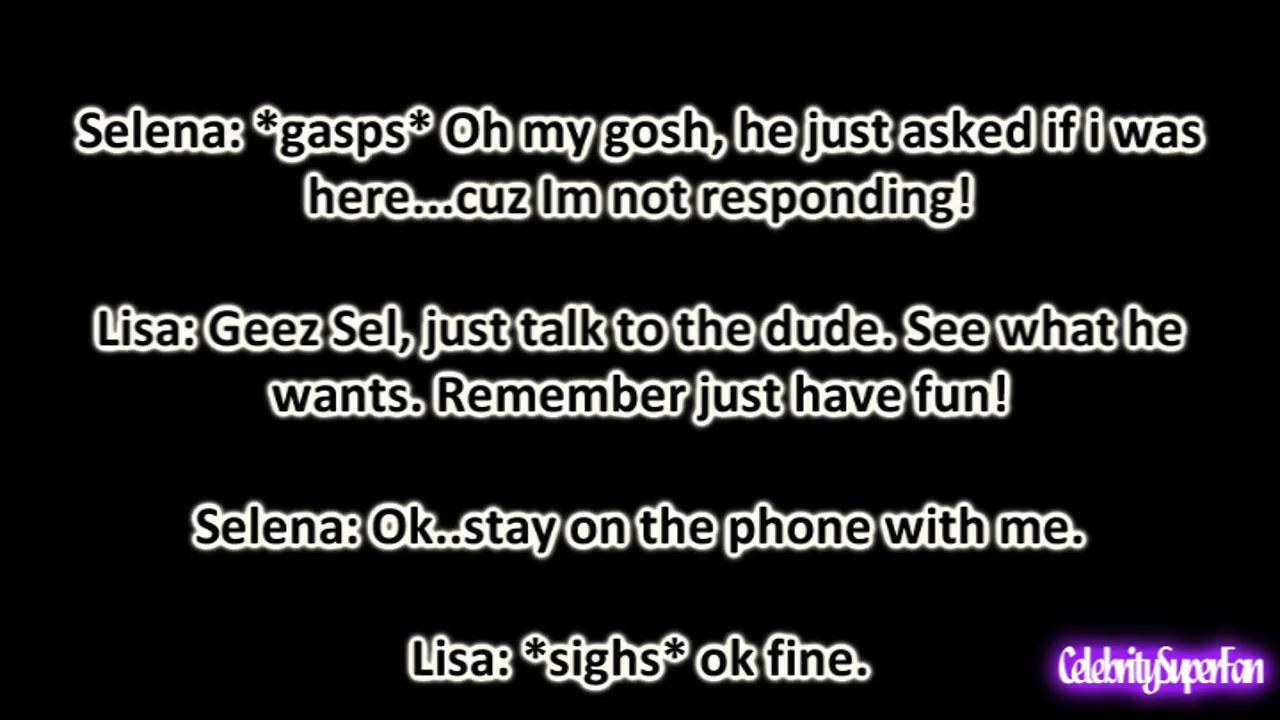 Selena: *gasps* Oh my gosh, he just asked if i was
here...cuz Im not responding!
Lisa: Geez Sel, just talk to the dude. See what he
wants. Remember just have fun!
Selena: Ok..stay on the phone with me.
Lisa: *sighs* ok fine.
CelebritySuperFan